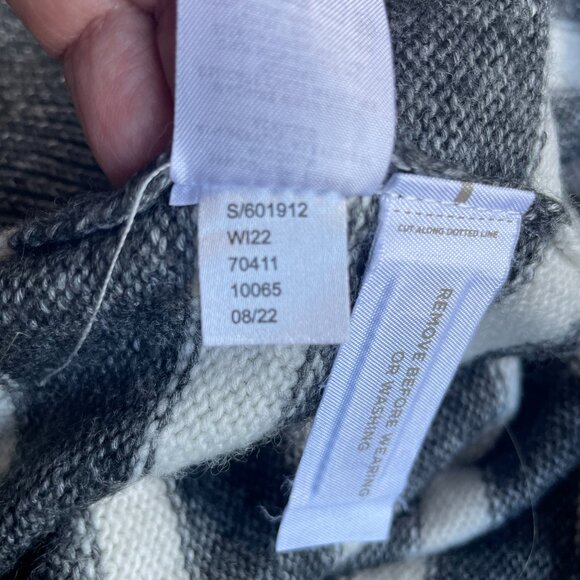 S/601912
WI22
70411
10065
08/22
CUT ALONG DOTTED LINE
REMOVE BEFORE WEARING
OR WASHING